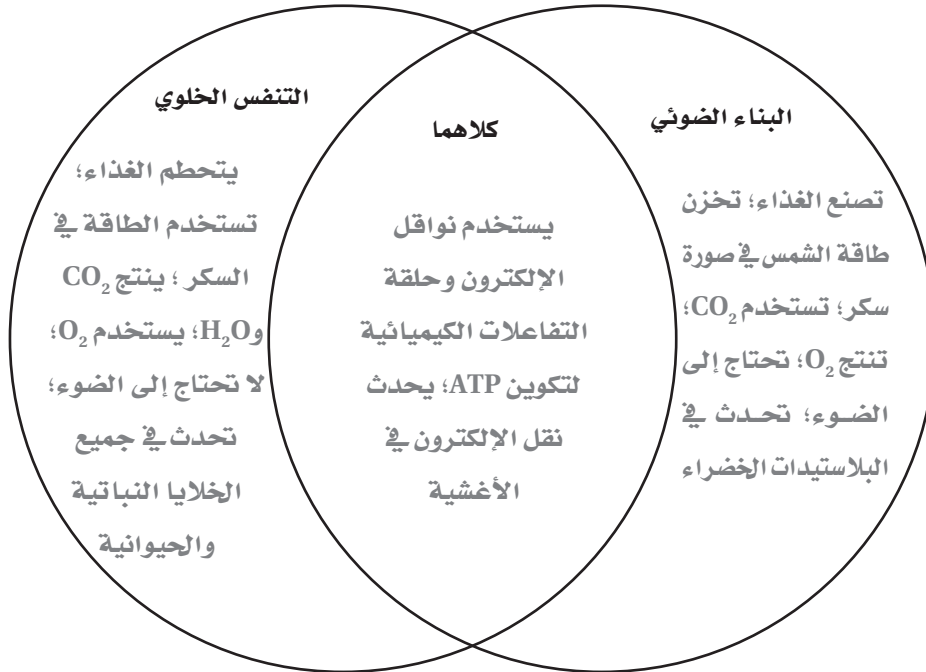 البناء الضوئي
تصنع الغذاء؛ تخزن
طاقة الشمس في صورة
سكر؛ تستخدم CO₂؛
تنتج O₂؛ تحتاج إلى
الضوء؛ تحدث في
البلاستيدات الخضراء
كلاهما
يستخدم نواقل
الإلكترون وحلقة
التفاعلات الكيميائية
لتكوين ATP؛ يحدث
نقل الإلكترون في
الأغشية
التنفس الخلوي
يتحطم الغذاء؛
تستخدم الطاقة في
السكر؛ ينتج CO₂
وH₂O؛ يستخدم O₂؛
لا تحتاج إلى الضوء؛
تحدث في جميع
الخلايا النباتية
والحيوانية